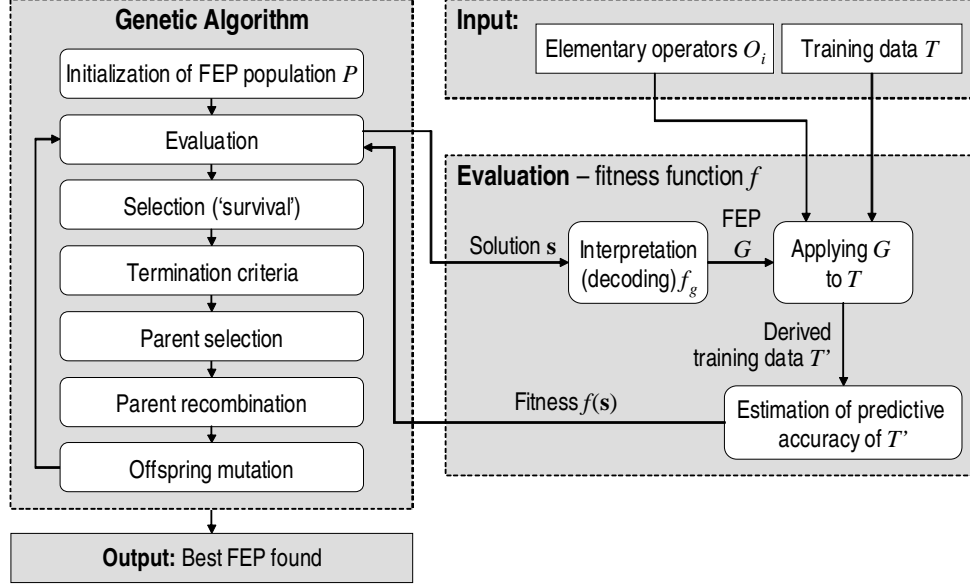 Genetic Algorithm
Initialization of FEP population P
Evaluation
Selection (‘survival’)
Termination criteria
Parent selection
Parent recombination
Offspring mutation
Output: Best FEP found
Input:
Elementary operators Oi
Training data T
Evaluation – fitness function f
Solution s
Interpretation
(decoding) fg
FEP
G
Applying G
to T
Derived
training data T’
Estimation of predictive
accuracy of T’
Fitness f(s)